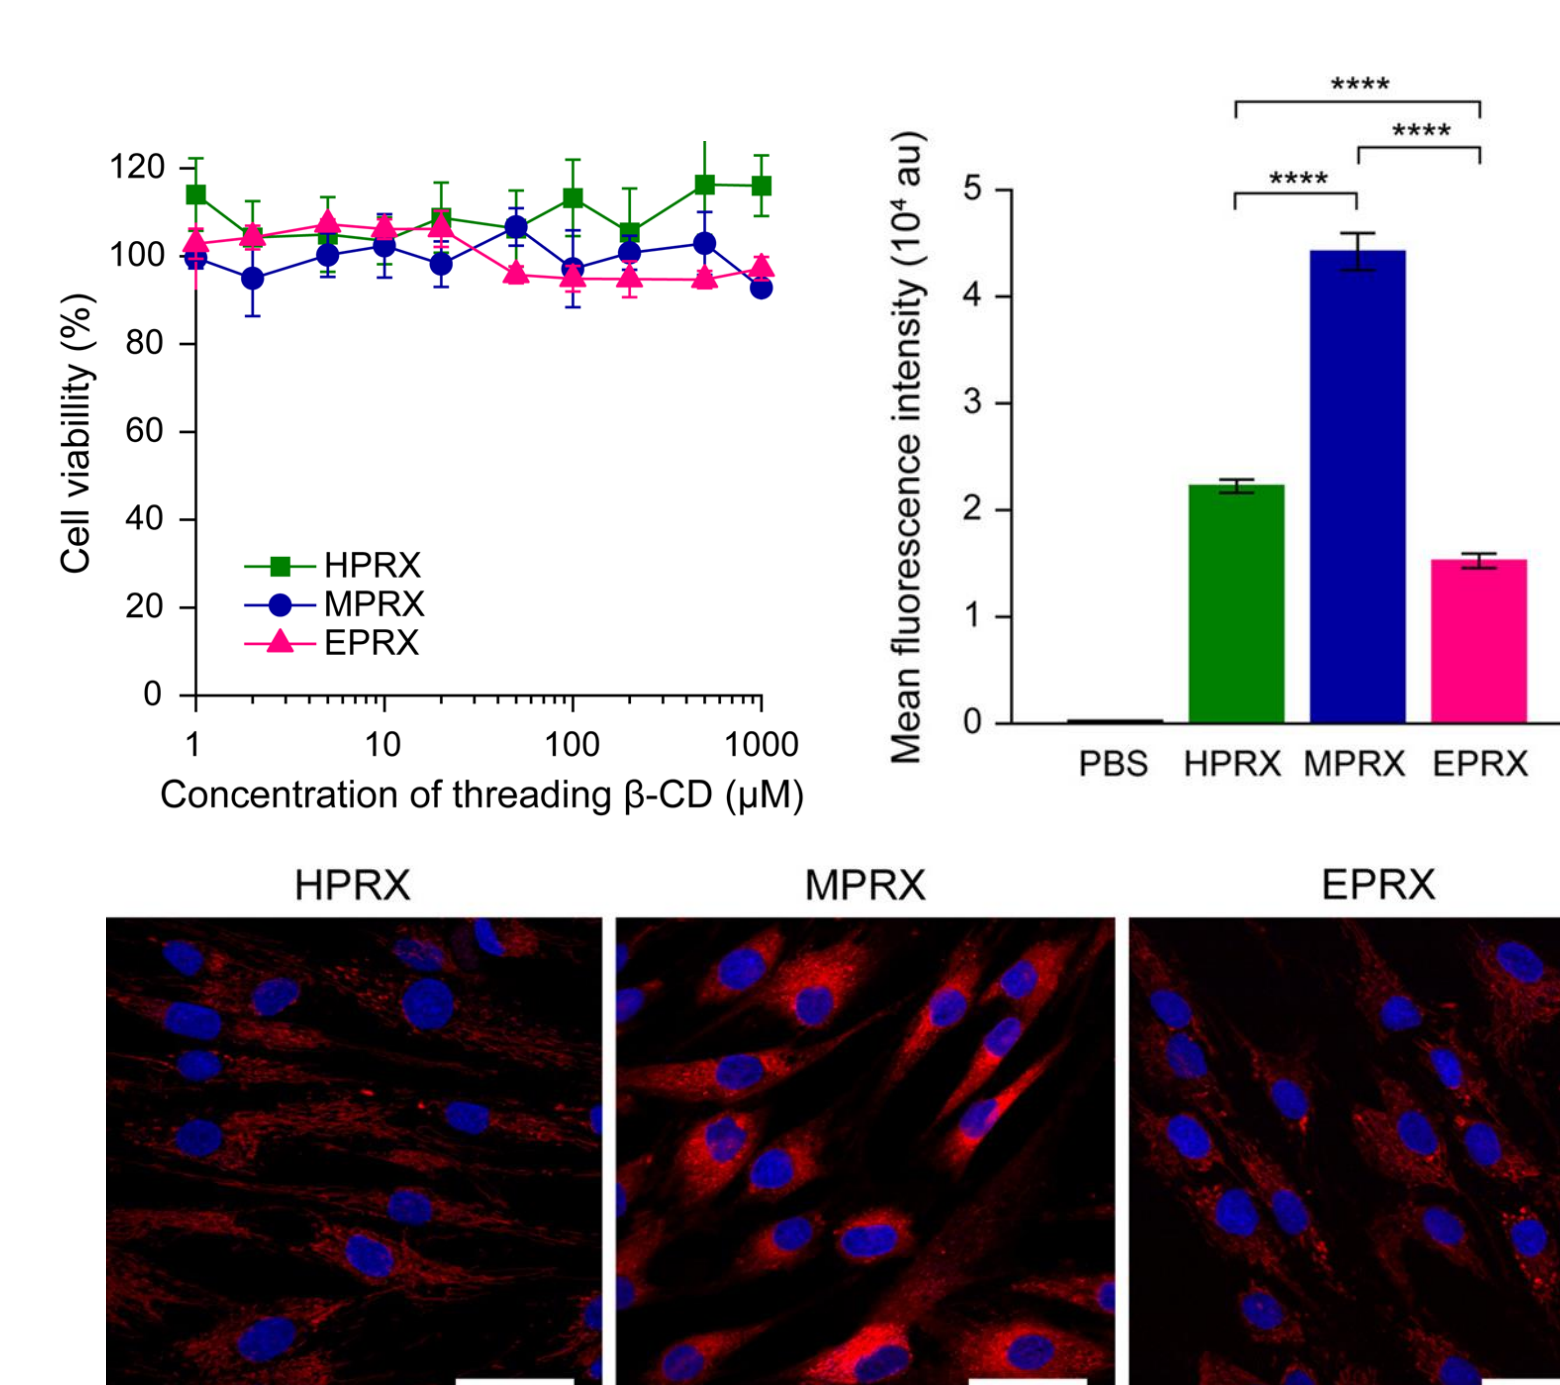 120
100
80
60
40
20
0
Cell viabillity (%)
HPRX
MPRX
EPRX
1 10 100 1000
Concentration of threading β-CD (μM)
****
****
****
5
4
3
2
1
0
Mean fluorescence intensity (10⁴ au)
PBS HPRX MPRX EPRX
HPRX MPRX EPRX